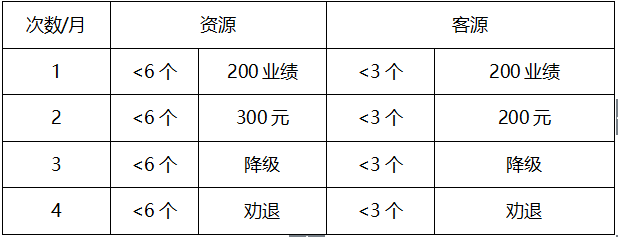 次数/月 资源 客源
1 <6个 200业绩 <3个 200业绩
2 <6个 300元 <3个 200元
3 <6个 降级 <3个 降级
4 <6个 劝退 <3个 劝退